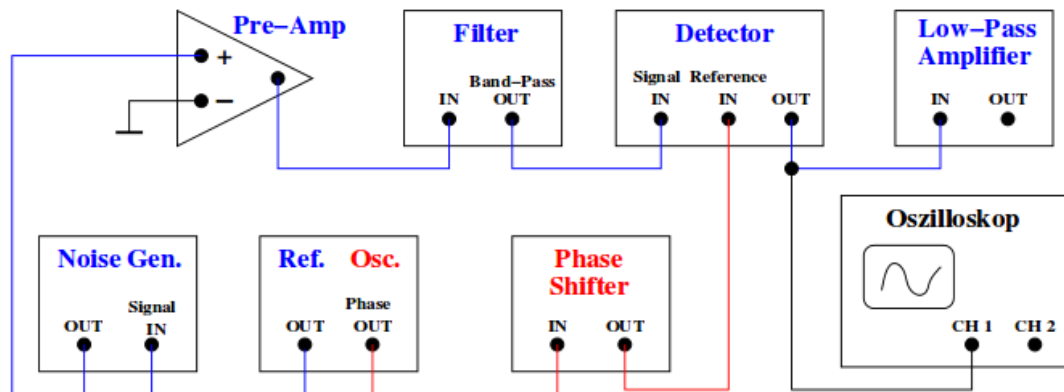 Pre-Amp
+
-
Filter
Band-Pass
IN OUT
Detector
Signal Reference
IN IN OUT
Low-Pass
Amplifier
IN OUT
Noise Gen.
Signal
OUT IN
Ref. Osc.
Phase
OUT OUT
Phase
Shifter
IN OUT
Oszilloskop
CH 1 CH 2